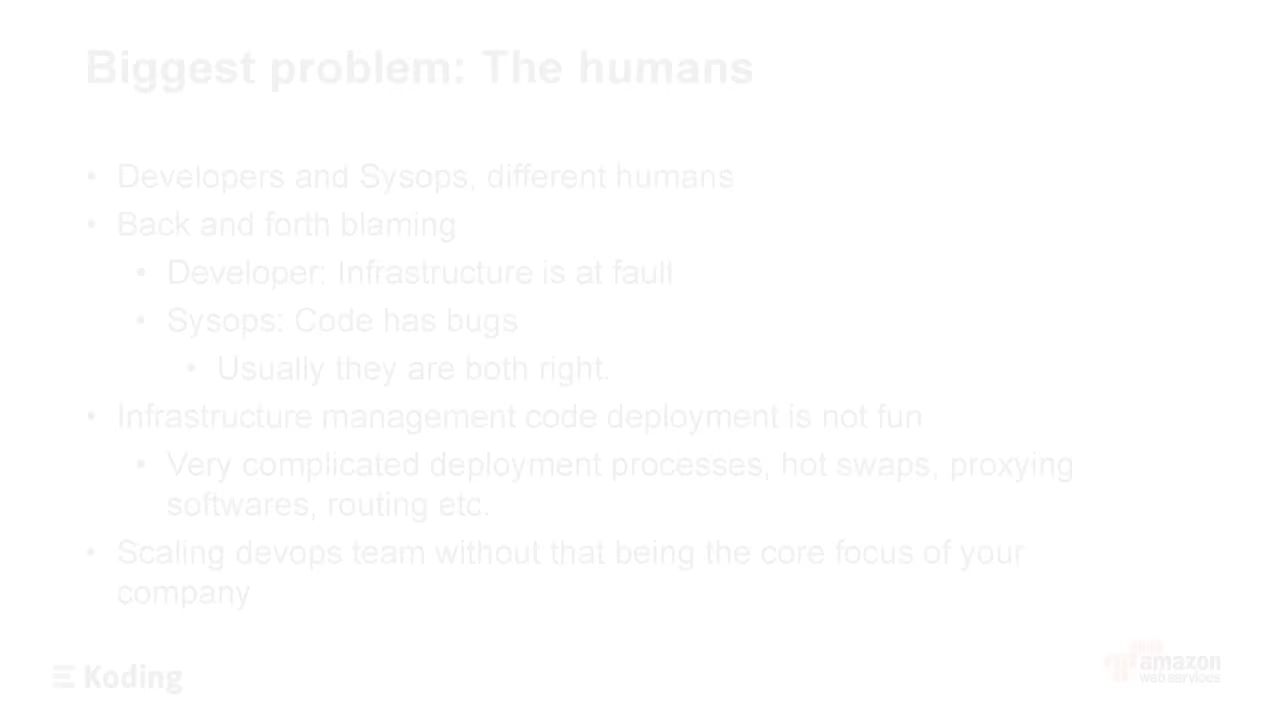 Biggest problem: The humans
• Developers and Sysops, different humans
• Back and forth blaming
• Developer: Infrastructure is at fault
• Sysops: Code has bugs
• Usually they are both right.
• Infrastructure management code deployment is not fun
• Very complicated deployment processes, hot swaps, proxying
softwares, routing etc.
• Scaling devops team without that being the core focus of your
company
Koding
amazon
web services